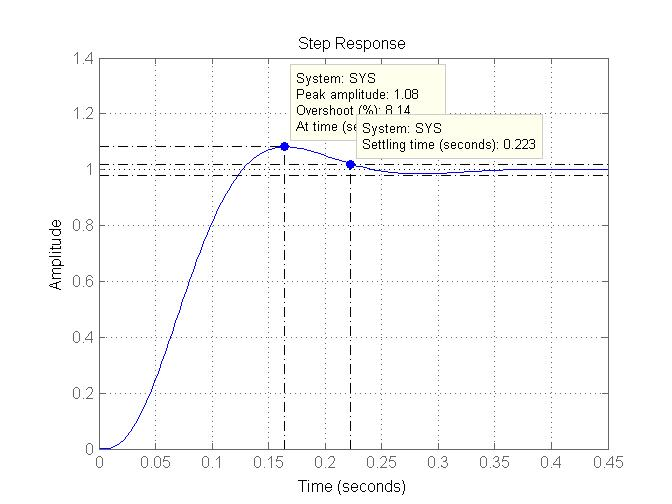 Step Response
1.4
1.2
1
0.8
0.6
0.4
0.2
0
Amplitude
System: SYS
Peak amplitude: 1.08
Overshoot (%): 8.14
At time
System: SYS
Settling time (seconds): 0.223
0 0.05 0.1 0.15 0.2 0.25 0.3 0.35 0.4 0.45
Time (seconds)